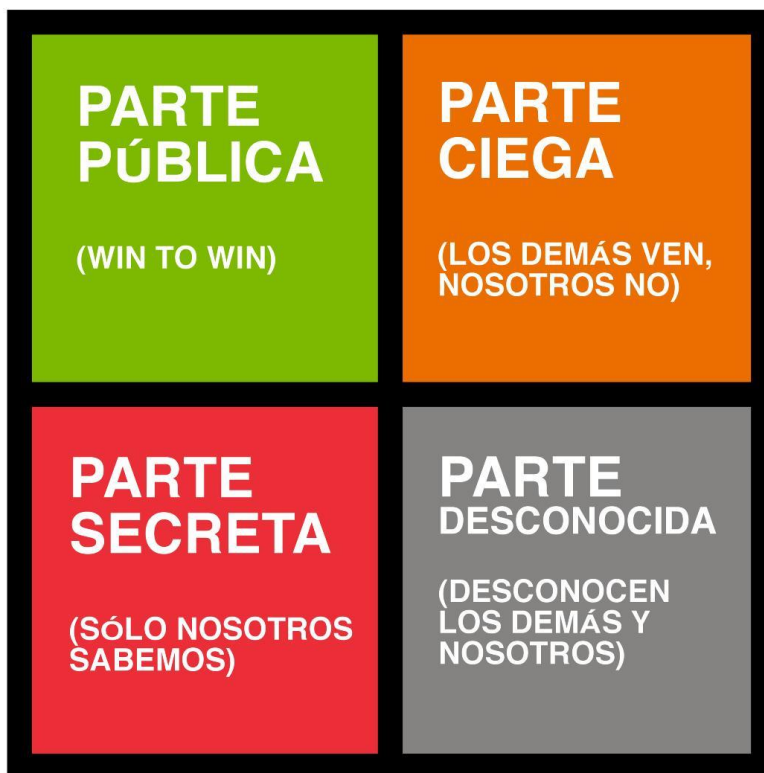 PARTE
PÚBLICA
(WIN TO WIN)
PARTE
CIEGA
(LOS DEMÁS VEN,
NOSOTROS NO)
PARTE
SECRETA
(SÓLO NOSOTROS
SABEMOS)
PARTE
DESCONOCIDA
(DESCONOCEN
LOS DEMÁS Y
NOSOTROS)